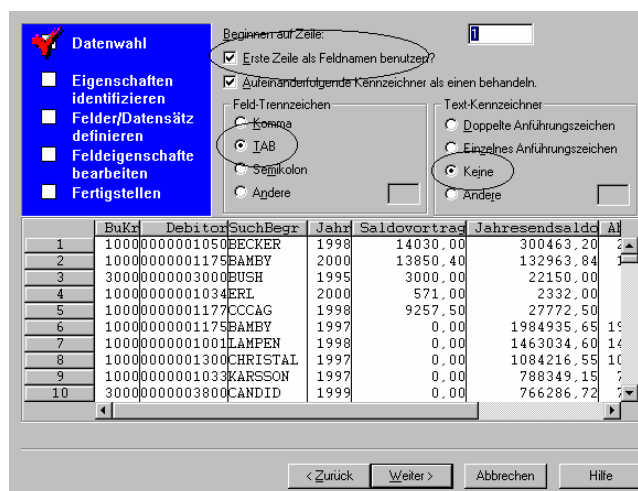 Datenwahl
Eigenschaften
identifizieren
Felder/Datensätz
definieren
Feldeigenschafte
bearbeiten
Fertigstellen
Beginnen auf Zeile: 1
Erste Zeile als Feldnamen benutzen?
Aufeinanderfolgende Kennzeichner als einen behandeln.
Feld-Trennzeichen
Komma
TAB
Semikolon
Andere
Text-Kennzeichner
Doppelte Anführungszeichen
Einzelnes Anführungszeichen
Keine
Andere
BuKr Debitor SuchBegr Jahr Saldovortrag Jahresendsaldo
1 1000 0000001050 BECKER 1998 14030,00 300463,20 2
2 1000 0000001175 BAMBY 2000 13850,40 132963,84 1
3 3000 0000003000 BUSH 1995 3000,00 22150,00
4 1000 0000001034 ERL 2000 571,00 2332,00
5 1000 0000001177 CCCAG 1998 9257,50 27772,50
6 1000 0000001175 BAMBY 1997 0,00 1984935,65 19
7 1000 0000001001 LAMPEN 1998 0,00 1463034,60 14
8 1000 0000001300 CHRISTAL 1997 0,00 1084216,55 10
9 1000 0000001033 KARSSON 1997 0,00 788349,15 7
10 3000 0000003800 CANDID 1999 0,00 766286,72 7
< Zurück Weiter > Abbrechen Hilfe